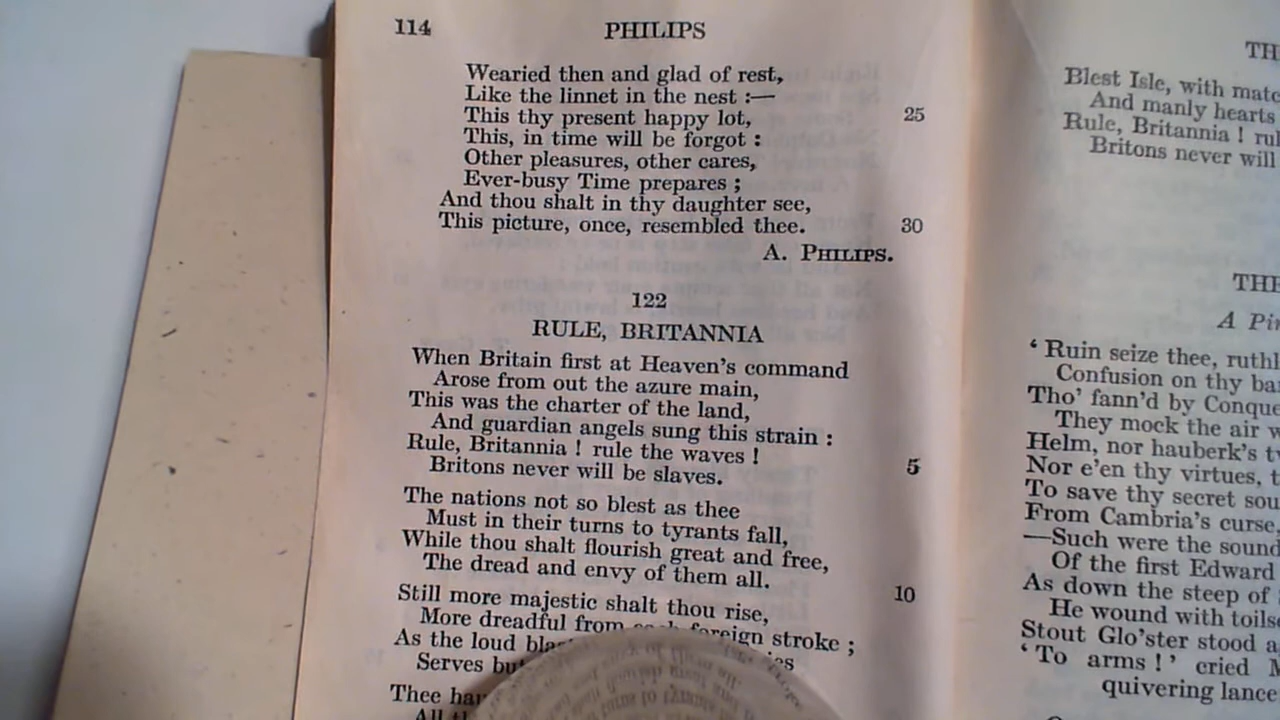 114 PHILIPS
Wearied then and glad of rest,
Like the linnet in the nest :—
This thy present happy lot, 25
This, in time will be forgot :
Other pleasures, other cares,
Ever-busy Time prepares ;
And thou shalt in thy daughter see,
This picture, once, resembled thee. 30
A. PHILIPS.
122
RULE, BRITANNIA
When Britain first at Heaven's command
Arose from out the azure main,
This was the charter of the land,
And guardian angels sung this strain :
Rule, Britannia ! rule the waves ! 5
Britons never will be slaves.
The nations not so blest as thee
Must in their turns to tyrants fall,
While thou shalt flourish great and free,
The dread and envy of them all. 10
Still more majestic shalt thou rise,
More dreadful from each foreign stroke ;
As the loud
Serves
Thee
Blest Isle, with
And manly hearts
Rule, Britannia !
Britons never will
A
‘ Ruin seize thee,
Confusion on thy
Tho' fann'd by
They mock the air
Helm, nor hauberk's
Nor e'en thy virtues,
To save thy secret
From Cambria's curse,
—Such were the
Of the first Edward
As down the steep of
He wound with
Stout Glo'ster stood
‘ To arms ! ’ cried
quivering lance